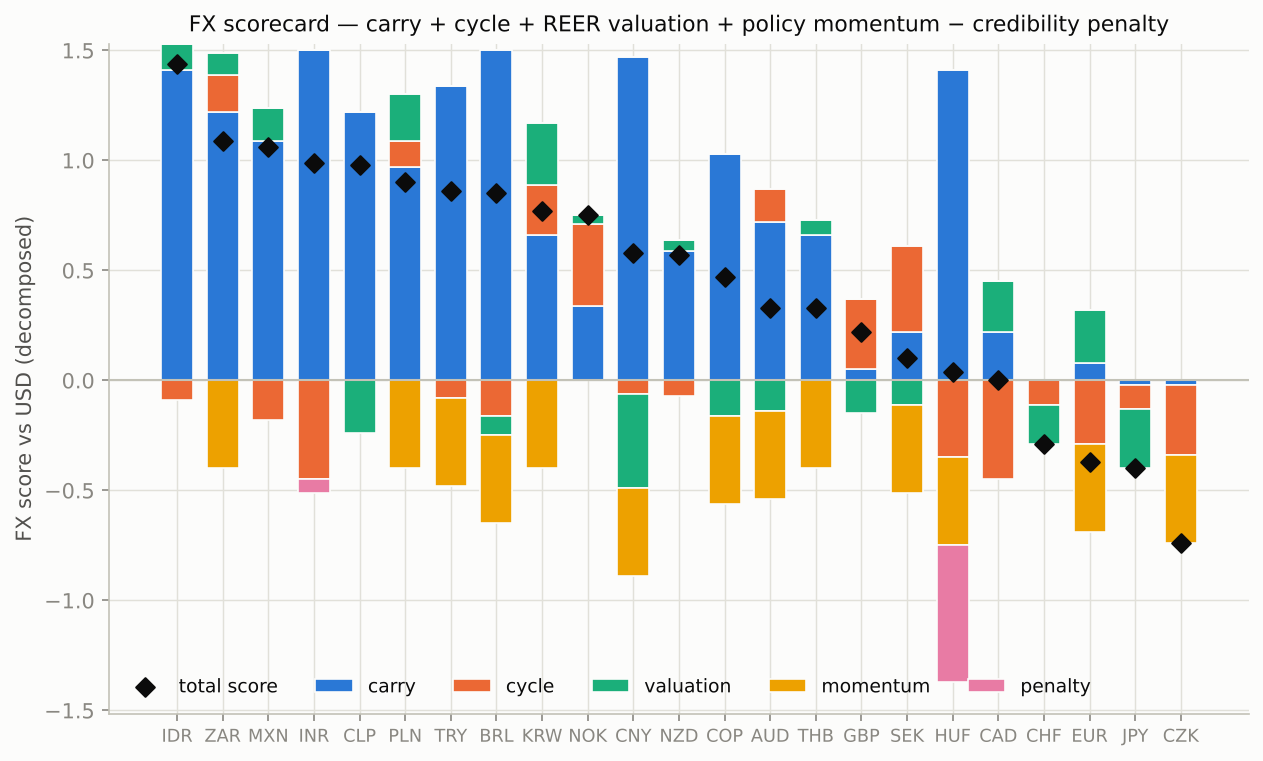 FX scorecard — carry + cycle + REER valuation + policy momentum − credibility penalty
FX score vs USD (decomposed)
1.5
1.0
0.5
0.0
−0.5
−1.0
−1.5
total score carry cycle valuation momentum penalty
IDR ZAR MXN INR CLP PLN TRY BRL KRW NOK CNY NZD COP AUD THB GBP SEK HUF CAD CHF EUR JPY CZK